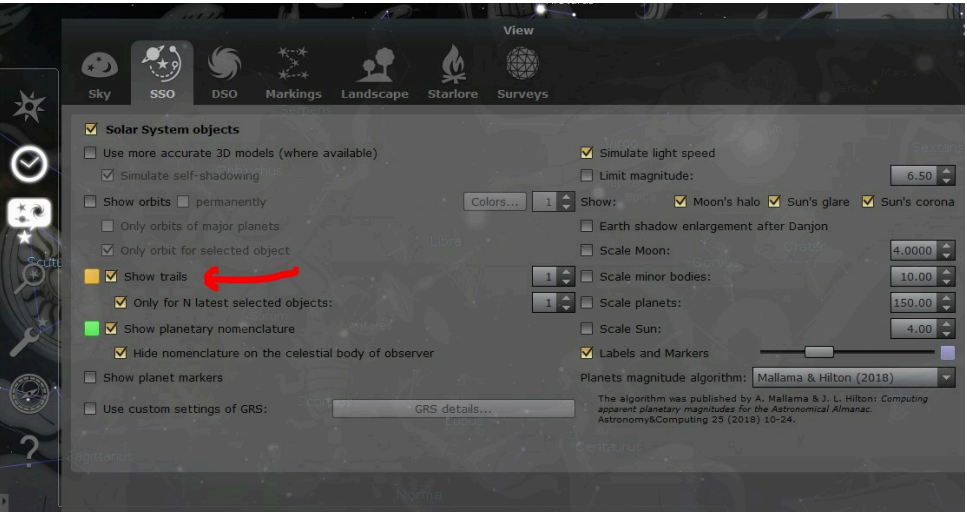 View
Sky SSO DSO Markings Landscape Starlore Surveys
Solar System objects
Use more accurate 3D models (where available)
Simulate self-shadowing
Show orbits permanently Colors... 1
Only orbits of major planets
Only orbit for selected object
Show trails 1
Only for N latest selected objects: 1
Show planetary nomenclature
Hide nomenclature on the celestial body of observer
Show planet markers
Use custom settings of GRS: GRS details...
Simulate light speed
Limit magnitude: 6.50
Show: Moon's halo Sun's glare Sun's corona
Earth shadow enlargement after Danjon
Scale Moon: 4.0000
Scale minor bodies: 10.00
Scale planets: 150.00
Scale Sun: 4.00
Labels and Markers
Planets magnitude algorithm: Mallama & Hilton (2018)
The algorithm was published by A. Mallama & J. L. Hilton: Computing
apparent planetary magnitudes for the Astronomical Almanac.
Astronomy&Computing 25 (2018) 10-24.
Libra
Scutu
Sagittarius
Centaurus
Norma